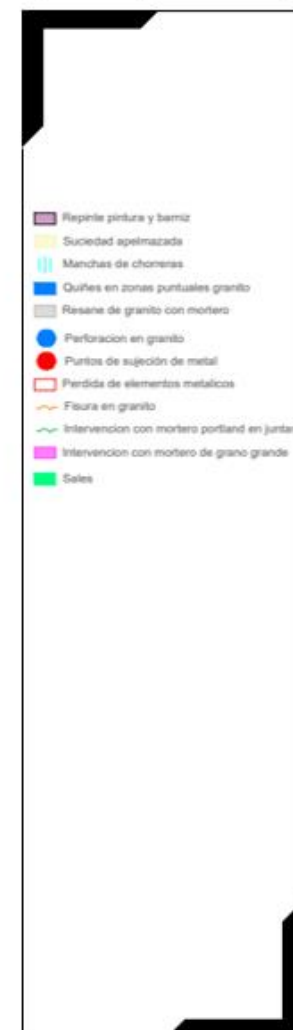 Repinte pintura y barniz
Suciedad apelmazada
Manchas de chorreras
Quiñes en zonas puntuales granito
Resane de granito con mortero
Perforacion en granito
Puntos de sujeción de metal
Perdida de elementos metalicos
Fisura en granito
Intervencion con mortero portland en juntas
Intervencion con mortero de grano grande
Sales